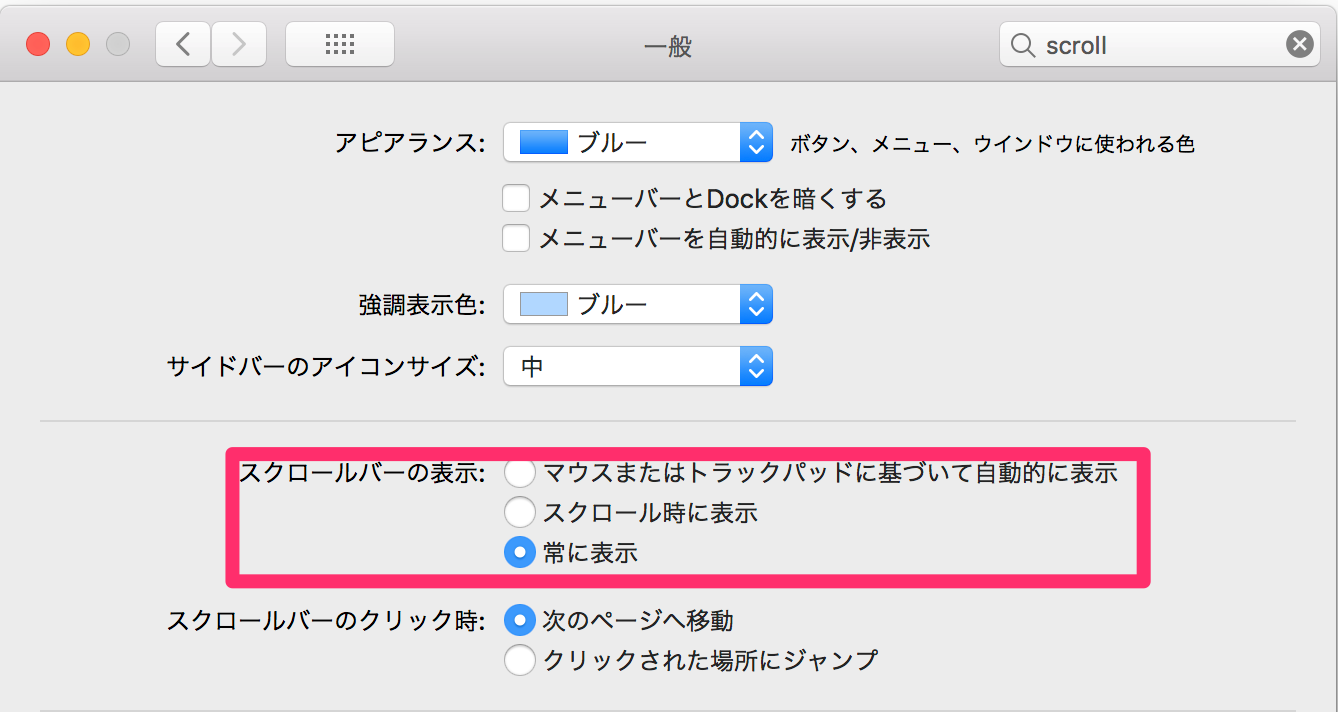 一般
scroll
アピアランス: ブルー ボタン、メニュー、ウインドウに使われる色
メニューバーとDockを暗くする
メニューバーを自動的に表示/非表示
強調表示色: ブルー
サイドバーのアイコンサイズ: 中
スクロールバーの表示: マウスまたはトラックパッドに基づいて自動的に表示
スクロール時に表示
常に表示
スクロールバーのクリック時: 次のページへ移動
クリックされた場所にジャンプ